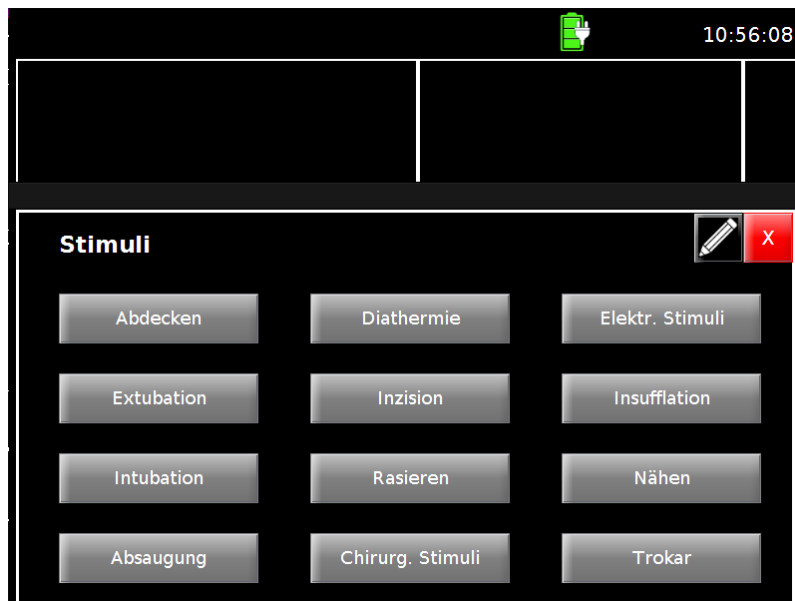 10:56:08
Stimuli
X
Abdecken
Diathermie
Elektr. Stimuli
Extubation
Inzision
Insufflation
Intubation
Rasieren
Nähen
Absaugung
Chirurg. Stimuli
Trokar